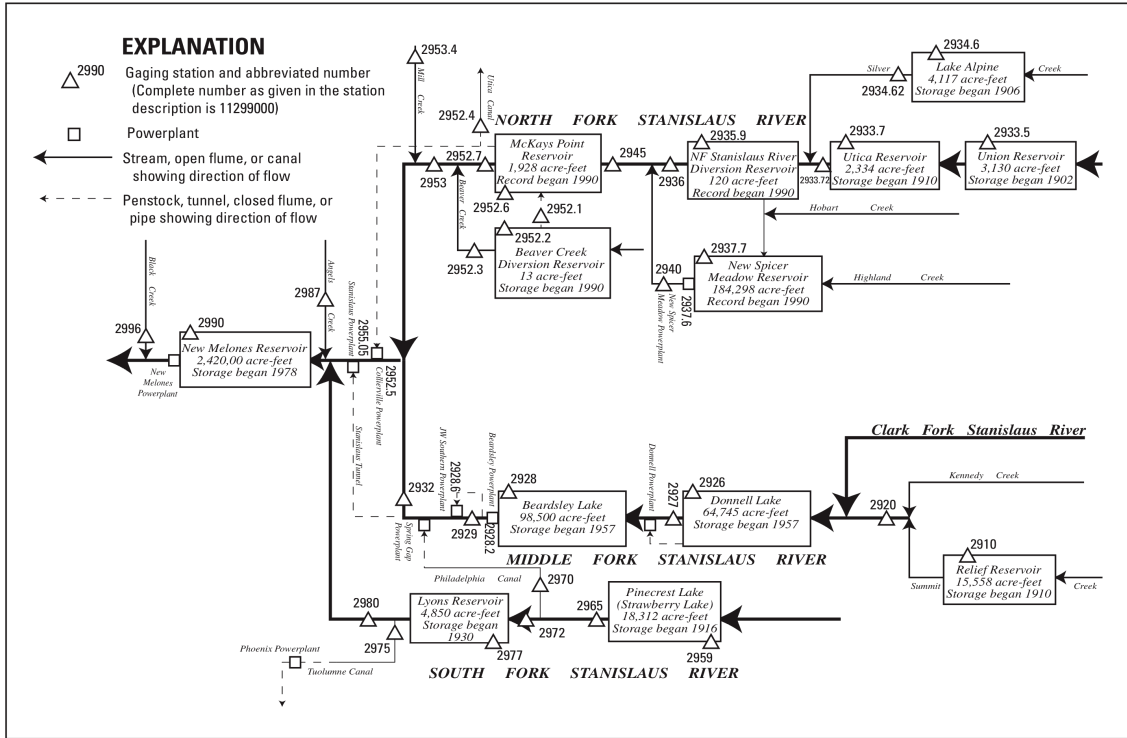 EXPLANATION
2990
Gaging station and abbreviated number
(Complete number as given in the station
description is 11299000)
Powerplant
Stream, open flume, or canal
showing direction of flow
Penstock, tunnel, closed flume, or
pipe showing direction of flow
2953.4
Mill
Creek
Utica Canal
2952.4
NORTH FORK STANISLAUS RIVER
McKays Point
Reservoir
1,928 acre-feet
Record began 1990
2953
2952.7
2952.6
2952.1
2945
2936
2935.9
NF Stanislaus River
Diversion Reservoir
120 acre-feet
Record began 1990
2934.6
Lake Alpine
4,117 acre-feet
Storage began 1906
Silver
Creek
2934.62
2933.72
2933.7
Utica Reservoir
2,334 acre-feet
Storage began 1910
2933.5
Union Reservoir
3,130 acre-feet
Storage began 1902
Hobart Creek
Beaver Creek
2952.3
2952.2
Beaver Creek
Diversion Reservoir
13 acre-feet
Storage began 1990
2940
New Spicer
Meadow Powerplant
2937.6
2937.7
New Spicer
Meadow Reservoir
184,298 acre-feet
Record began 1990
Highland Creek
Black Creek
2996
Angels
Creek
2987
2990
New Melones Reservoir
2,420,00 acre-feet
Storage began 1978
New
Melones
Powerplant
Stanislaus Powerplant
2955.05
Collierville Powerplant
2952.5
Stanislaus Tunnel
Clark Fork Stanislaus River
Kennedy Creek
2920
2910
Relief Reservoir
15,558 acre-feet
Storage began 1910
Summit
Creek
2932
Spring Gap
Powerplant
JW Southern Powerplant
2928.6
2929
Beardsley Powerplant
2928.2
2928
Beardsley Lake
98,500 acre-feet
Storage began 1957
Donnell Powerplant
2927
2926
Donnell Lake
64,745 acre-feet
Storage began 1957
MIDDLE FORK STANISLAUS RIVER
Philadelphia Canal
2970
2980
2975
Lyons Reservoir
4,850 acre-feet
Storage began
1930
2977
2972
2965
Pinecrest Lake
(Strawberry Lake)
18,312 acre-feet
Storage began 1916
2959
Phoenix Powerplant
Tuolumne Canal
SOUTH FORK STANISLAUS RIVER